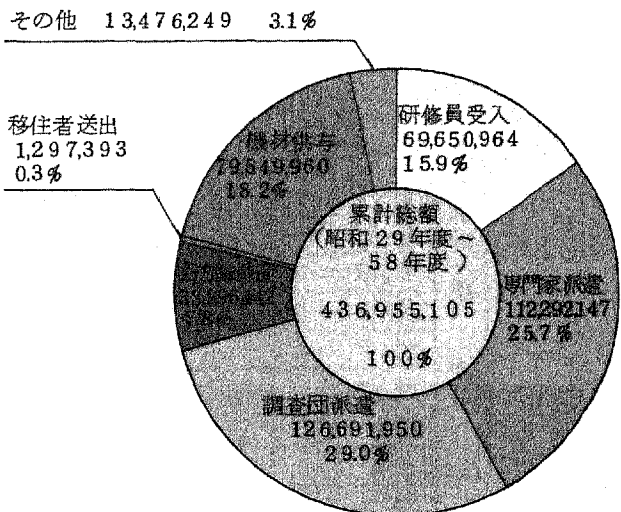 その他 13,476,249 3.1%
移住者送出
1,297,393
0.3%
機材供与
79,849,960
18.2%
研修員受入
69,650,964
15.9%
累計総額
(昭和29年度~
58年度)
436,955,105
100%
専門家派遣
112,292,147
25.7%
調査団派遣
126,691,950
29.0%